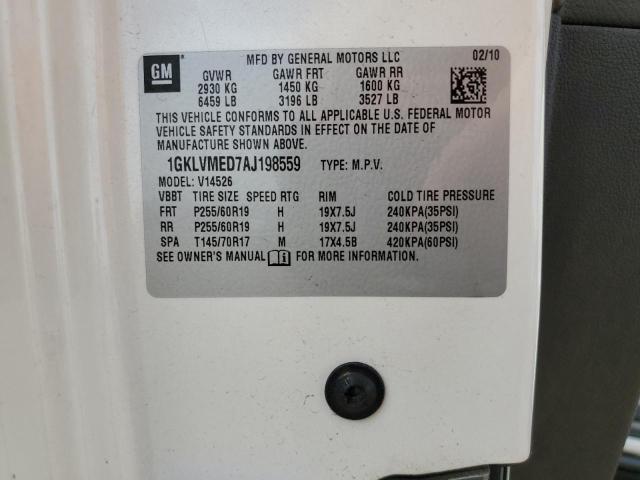 GM
MFD BY GENERAL MOTORS LLC 02/10
GVWR GAWR FRT GAWR RR
2930 KG 1450 KG 1600 KG
6459 LB 3196 LB 3527 LB
THIS VEHICLE CONFORMS TO ALL APPLICABLE U.S. FEDERAL MOTOR
VEHICLE SAFETY STANDARDS IN EFFECT ON THE DATE OF
MANUFACTURE SHOWN ABOVE.
1GKLVMED7AJ198559 TYPE: M.P.V.
MODEL: V14526
VBBT TIRE SIZE SPEED RTG RIM COLD TIRE PRESSURE
FRT P255/60R19 H 19X7.5J 240KPA(35PSI)
RR P255/60R19 H 19X7.5J 240KPA(35PSI)
SPA T145/70R17 M 17X4.5B 420KPA(60PSI)
SEE OWNER'S MANUAL i FOR MORE INFORMATION.